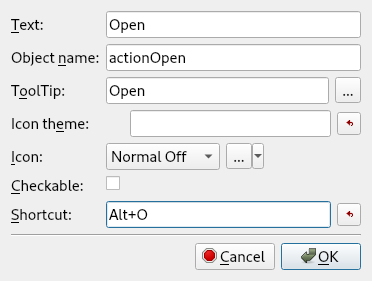 Text: Open
Object name: actionOpen
ToolTip: Open ...
Icon theme:
Icon: Normal Off ...
Checkable:
Shortcut: Alt+O
Cancel OK